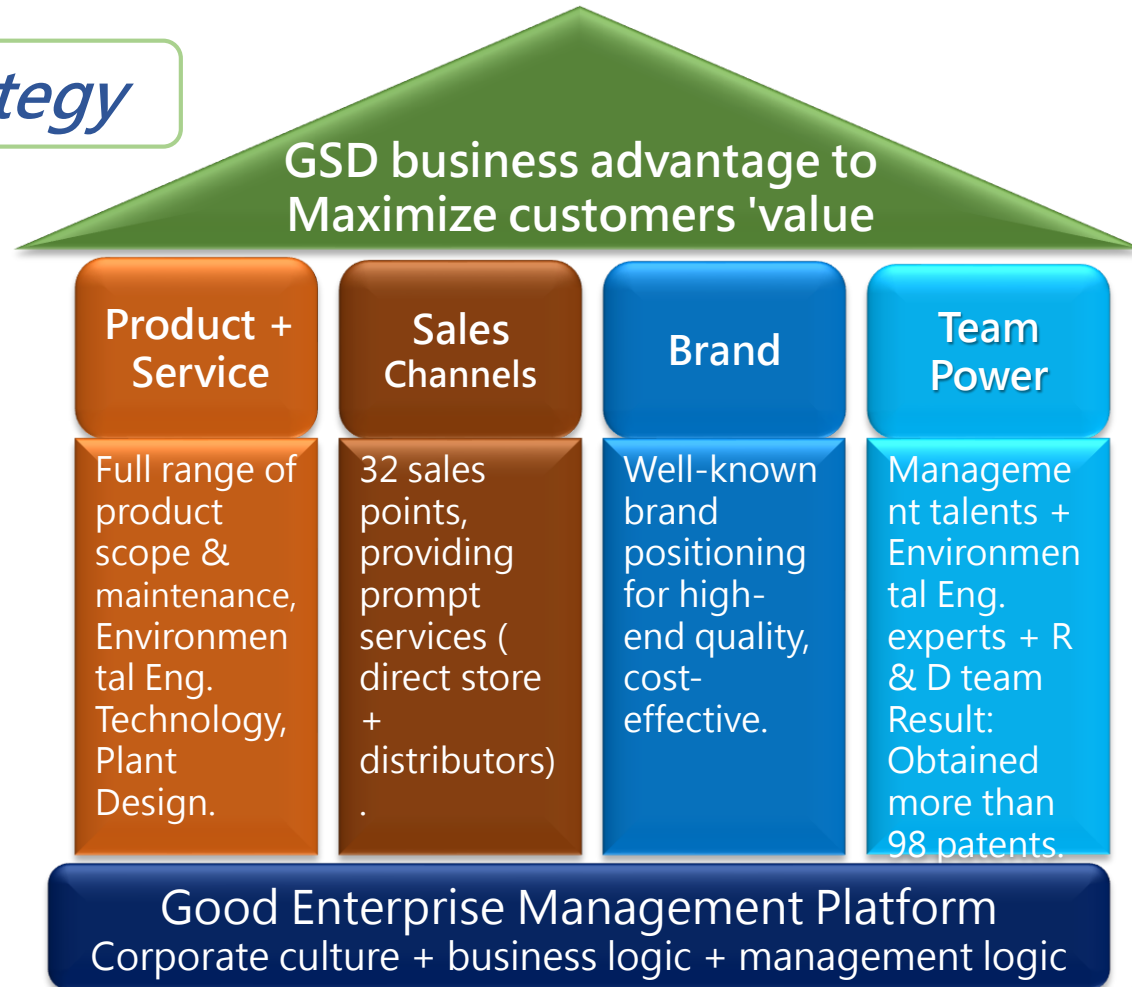 tegy
GSD business advantage to
Maximize customers 'value
Product +
Service
Sales
Channels
Brand
Team
Power
Full range of
product
scope &
maintenance,
Environmen
tal Eng.
Technology,
Plant
Design.
32 sales
points,
providing
prompt
services (
direct store
+
distributors)
.
Well-known
brand
positioning
for high-
end quality,
cost-
effective.
Manageme
nt talents +
Environmen
tal Eng.
experts + R
& D team
Result:
Obtained
more than
98 patents.
Good Enterprise Management Platform
Corporate culture + business logic + management logic